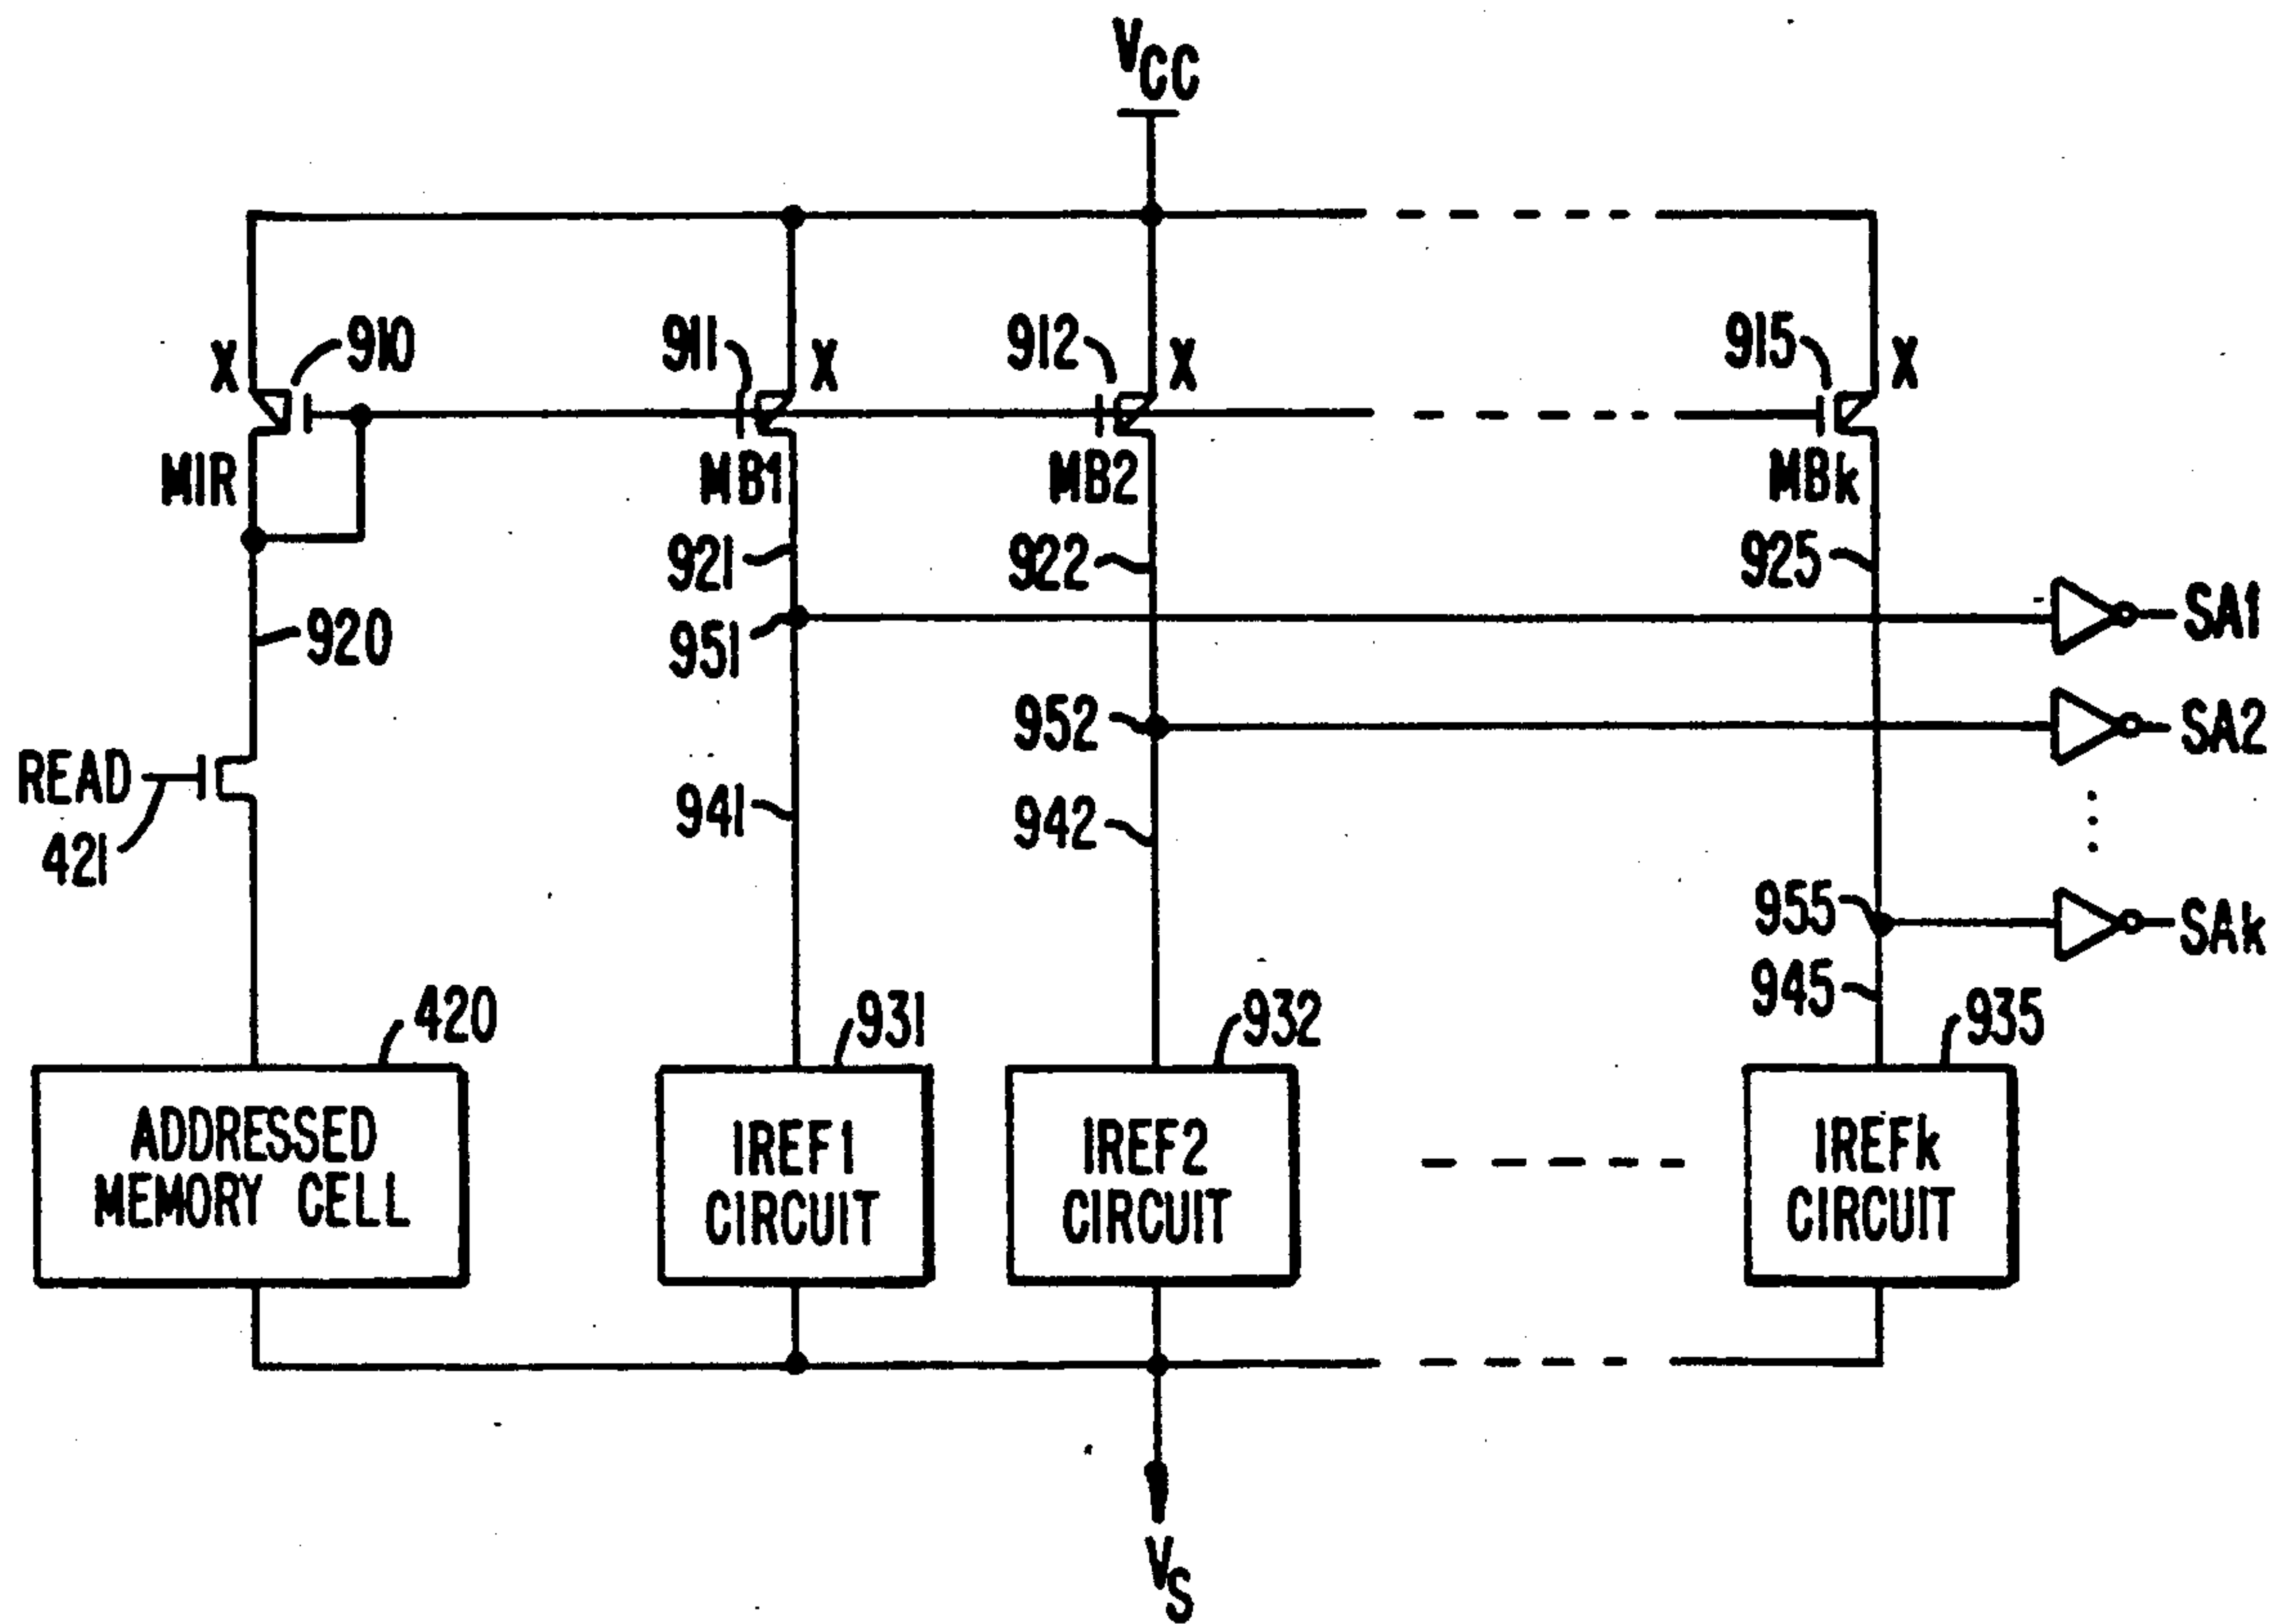 VCC
X 910 911 X 912 X 915 X
MIR MB1 MB2 MBk
921 922 925
920 951 SA1
952 SA2
READ
421 941 942
955 SAk
945
420 931 932 935
ADDRESSED
MEMORY CELL
IREF1
CIRCUIT
IREF2
CIRCUIT
IREFk
CIRCUIT
VS